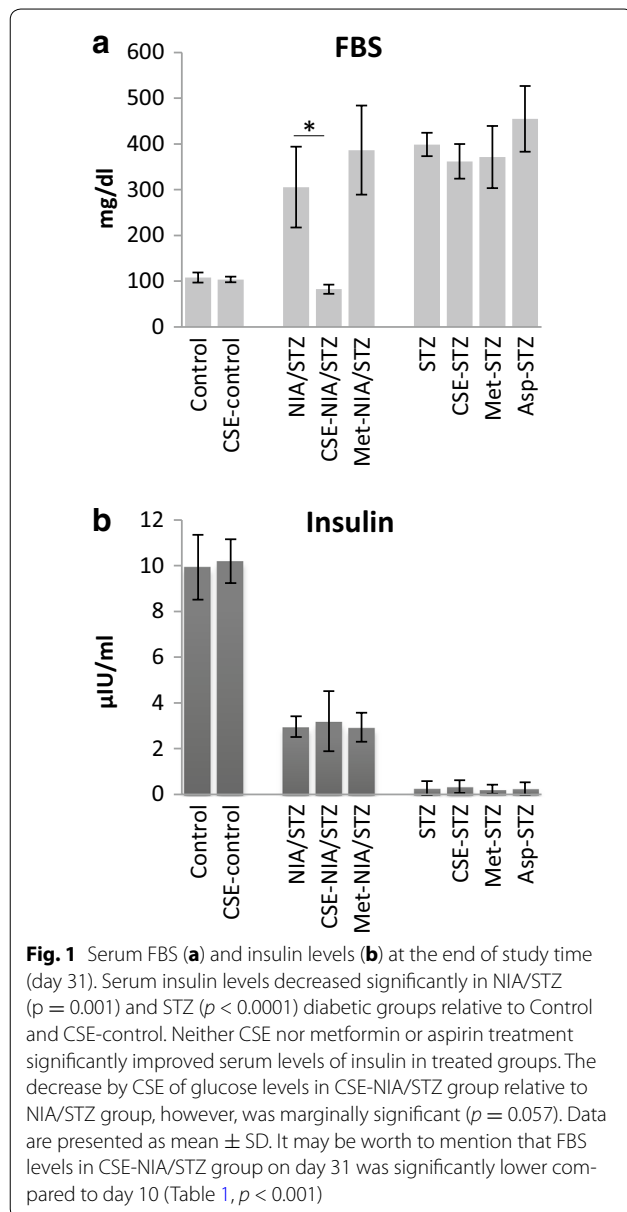 a
FBS
600
500
400
300
200
100
0
mg/dl
*
Control
CSE-control
NIA/STZ
CSE-NIA/STZ
Met-NIA/STZ
STZ
CSE-STZ
Met-STZ
Asp-STZ
b
Insulin
12
10
8
6
4
2
0
µIU/ml
Control
CSE-control
NIA/STZ
CSE-NIA/STZ
Met-NIA/STZ
STZ
CSE-STZ
Met-STZ
Asp-STZ
Fig. 1 Serum FBS (a) and insulin levels (b) at the end of study time
(day 31). Serum insulin levels decreased significantly in NIA/STZ
(p = 0.001) and STZ (p < 0.0001) diabetic groups relative to Control
and CSE-control. Neither CSE nor metformin or aspirin treatment
significantly improved serum levels of insulin in treated groups. The
decrease by CSE of glucose levels in CSE-NIA/STZ group relative to
NIA/STZ group, however, was marginally significant (p = 0.057). Data
are presented as mean ± SD. It may be worth to mention that FBS
levels in CSE-NIA/STZ group on day 31 was significantly lower com-
pared to day 10 (Table 1, p < 0.001)